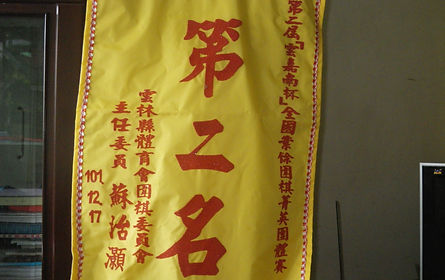 第二屆「雲嘉南杯」全國業餘圍棋菁英團體賽
第二名
雲林縣體育會圍棋委員會
主任委員 蘇治灝
101.12.17